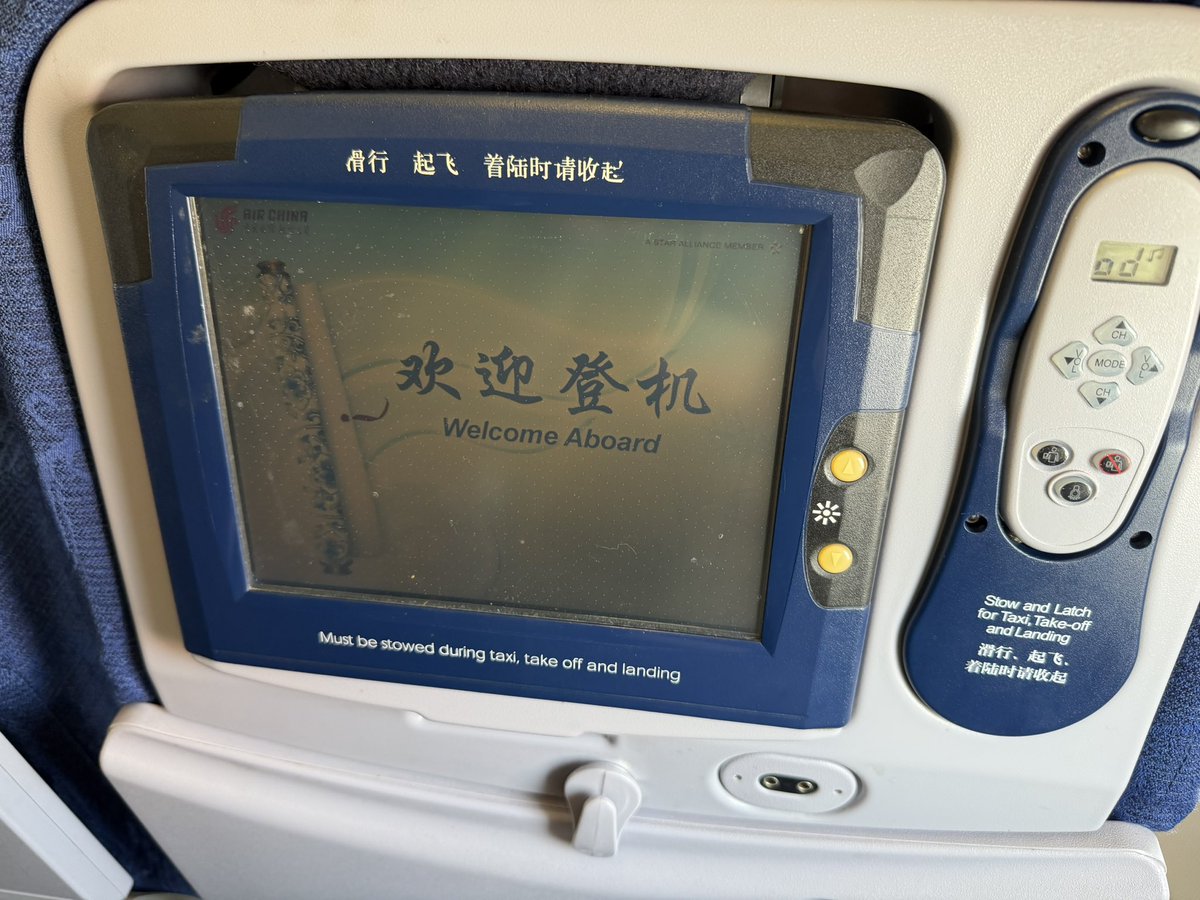 滑行 起飞 着陆时请收起
AIR CHINA
A STAR ALLIANCE MEMBER
欢迎登机
Welcome Aboard
Must be stowed during taxi, take off and landing
CH
VOL MODE VOL
CH
Stow and Latch
for Taxi, Take-off
and Landing
滑行、起飞、
着陆时请收起